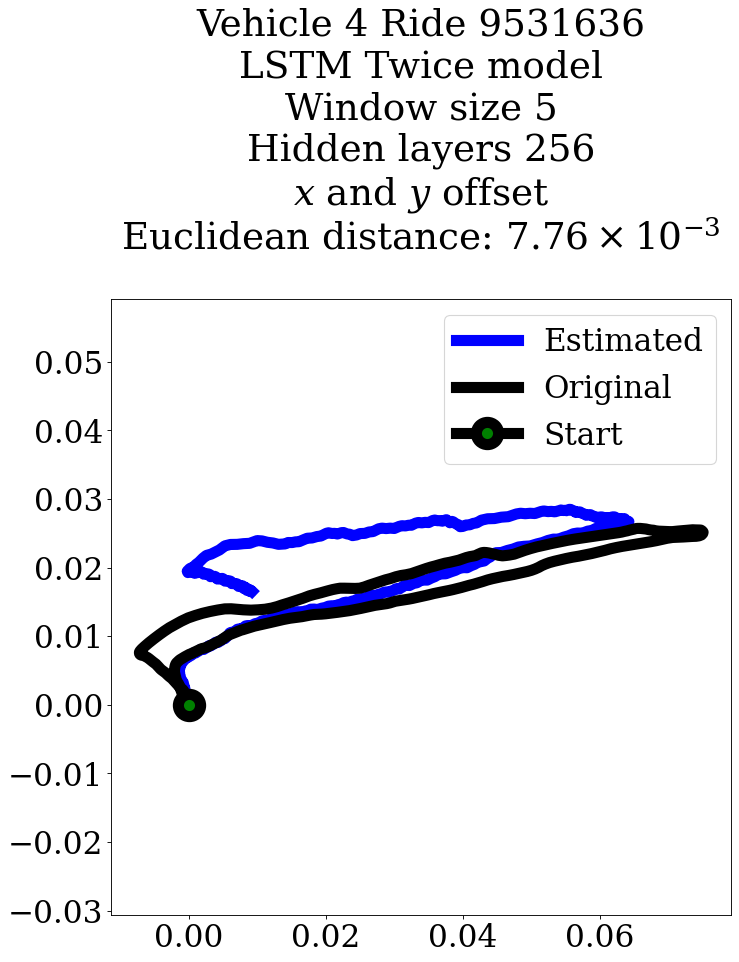 Vehicle 4 Ride 9531636
LSTM Twice model
Window size 5
Hidden layers 256
x and y offset
Euclidean distance: 7.76 × 10⁻³
Estimated
Original
Start
0.05
0.04
0.03
0.02
0.01
0.00
−0.01
−0.02
−0.03
0.00 0.02 0.04 0.06